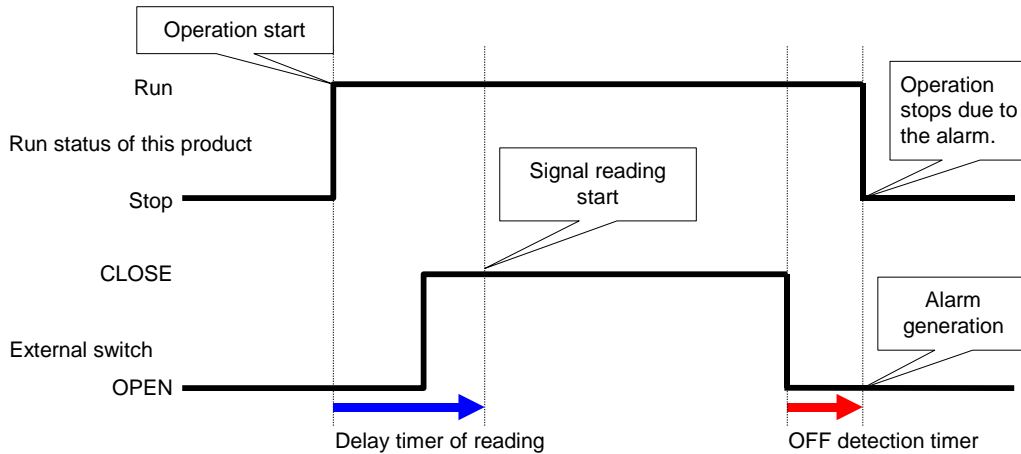 Operation start
Run
Operation
stops due to
the alarm.
Run status of this product
Signal reading
start
Stop
CLOSE
Alarm
generation
External switch
OPEN
Delay timer of reading
OFF detection timer